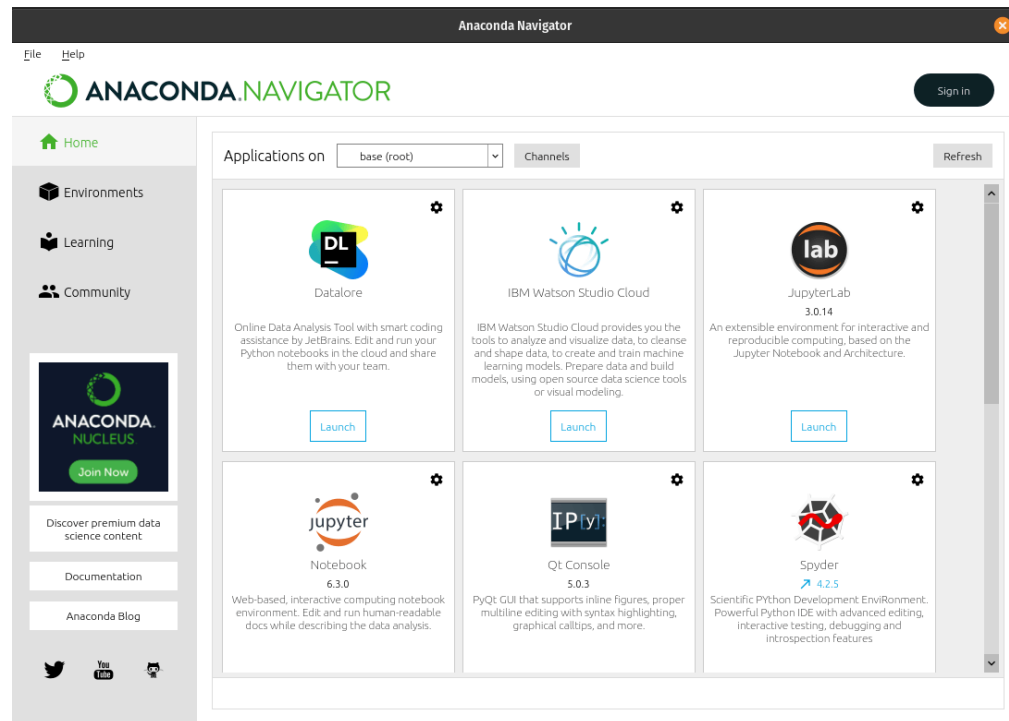 Anaconda Navigator
File Help
ANACONDA.NAVIGATOR
Sign in
Home
Environments
Learning
Community
ANACONDA.
NUCLEUS
Join Now
Discover premium data
science content
Documentation
Anaconda Blog
You
Tube
Applications on base (root) Channels Refresh
DL
Datalore
Online Data Analysis Tool with smart coding
assistance by JetBrains. Edit and run your
Python notebooks in the cloud and share
them with your team.
Launch
IBM Watson Studio Cloud
IBM Watson Studio Cloud provides you the
tools to analyze and visualize data, to cleanse
and shape data, to create and train machine
learning models. Prepare data and build
models, using open source data science tools
or visual modeling.
Launch
lab
JupyterLab
3.0.14
An extensible environment for interactive and
reproducible computing, based on the
Jupyter Notebook and Architecture.
Launch
jupyter
Notebook
6.3.0
Web-based, interactive computing notebook
environment. Edit and run human-readable
docs while describing the data analysis.
IP[y]:
Qt Console
5.0.3
PyQt GUI that supports inline figures, proper
multiline editing with syntax highlighting,
graphical calltips, and more.
Spyder
4.2.5
Scientific PYthon Development EnviRonment.
Powerful Python IDE with advanced editing,
interactive testing, debugging and
introspection features